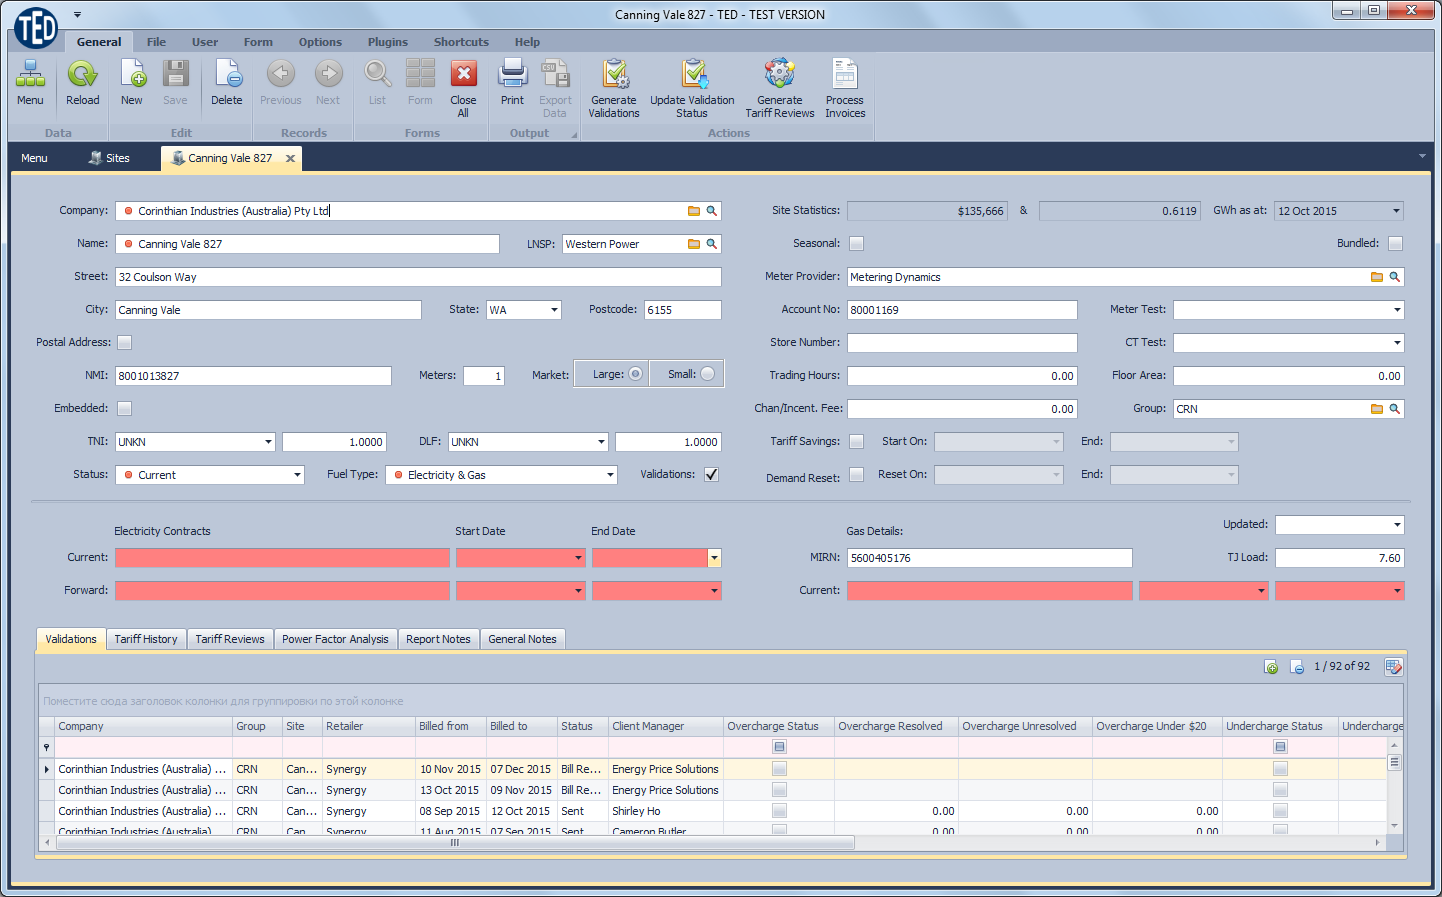 Canning Vale 827 - TED - TEST VERSION
TED
General File User Form Options Plugins Shortcuts Help
Menu Reload New Save Delete Previous Next List Form Close All Print CSV Export Data Generate Validations Update Validation Status Generate Tariff Reviews Process Invoices
Data Edit Records Forms Output Actions
Menu Sites Canning Vale 827
Company: Corinthian Industries (Australia) Pty Ltd Site Statistics: $135,666 & 0.6119 GWh as at: 12 Oct 2015
Name: Canning Vale 827 LNSP: Western Power Seasonal: Bundled:
Street: 32 Coulson Way Meter Provider: Metering Dynamics
City: Canning Vale State: WA Postcode: 6155 Account No: 80001169 Meter Test:
Postal Address: Store Number: CT Test:
NMI: 8001013827 Meters: 1 Market: Large: Small: Trading Hours: 0.00 Floor Area: 0.00
Embedded: Chan/Incent. Fee: 0.00 Group: CRN
TNI: UNKN 1.0000 DLF: UNKN 1.0000 Tariff Savings: Start On: End:
Status: Current Fuel Type: Electricity & Gas Validations: Demand Reset: Reset On: End:
Electricity Contracts Start Date End Date Gas Details: Updated:
Current: MIRN: 5600405176 TJ Load: 7.60
Forward: Current:
Validations Tariff History Tariff Reviews Power Factor Analysis Report Notes General Notes
1 / 92 of 92
Поместите сюда заголовок колонки для группировки по этой колонке
Company Group Site Retailer Billed from Billed to Status Client Manager Overcharge Status Overcharge Resolved Overcharge Unresolved Overcharge Under $20 Undercharge Status Undercharge
Corinthian Industries (Australia) ... CRN Can... Synergy 10 Nov 2015 07 Dec 2015 Bill Re... Energy Price Solutions
Corinthian Industries (Australia) ... CRN Can... Synergy 13 Oct 2015 09 Nov 2015 Bill Re... Energy Price Solutions
Corinthian Industries (Australia) ... CRN Can... Synergy 08 Sep 2015 12 Oct 2015 Sent Shirley Ho 0.00 0.00 0.00
Corinthian Industries (Australia) CRN Can Synergy 11 Aug 2015 07 Sep 2015 Sent Cameron Butler 0.00 0.00 0.00